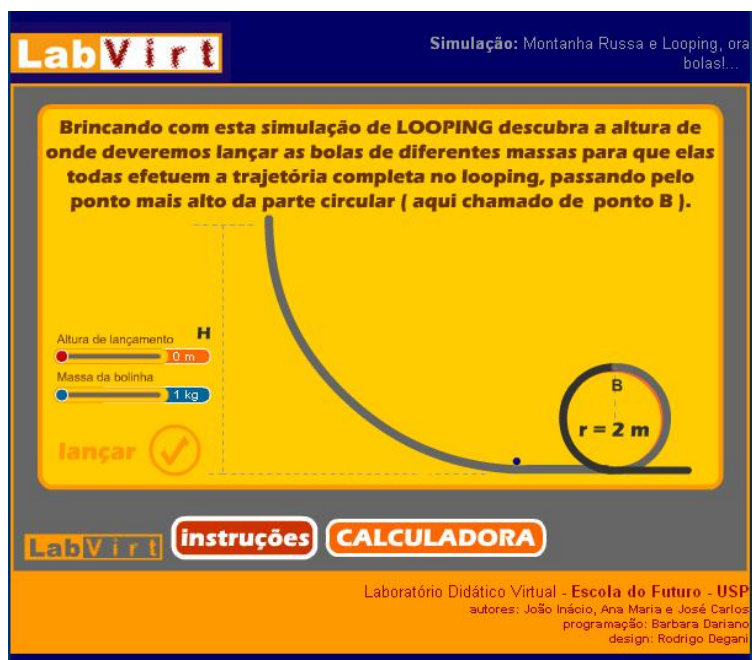 LabVirt
Simulação: Montanha Russa e Looping, ora
bolas!...
Brincando com esta simulação de LOOPING descubra a altura de
onde deveremos lançar as bolas de diferentes massas para que elas
todas efetuem a trajetória completa no looping, passando pelo
ponto mais alto da parte circular ( aqui chamado de ponto B ).
H
Altura de lançamento
0 m
Massa da bolinha
1 kg
lançar
B
r = 2 m
LabVirt
instruções
CALCULADORA
Laboratório Didático Virtual - Escola do Futuro - USP
autores: João Inácio, Ana Maria e José Carlos
programação: Barbara Dariano
design: Rodrigo Degani